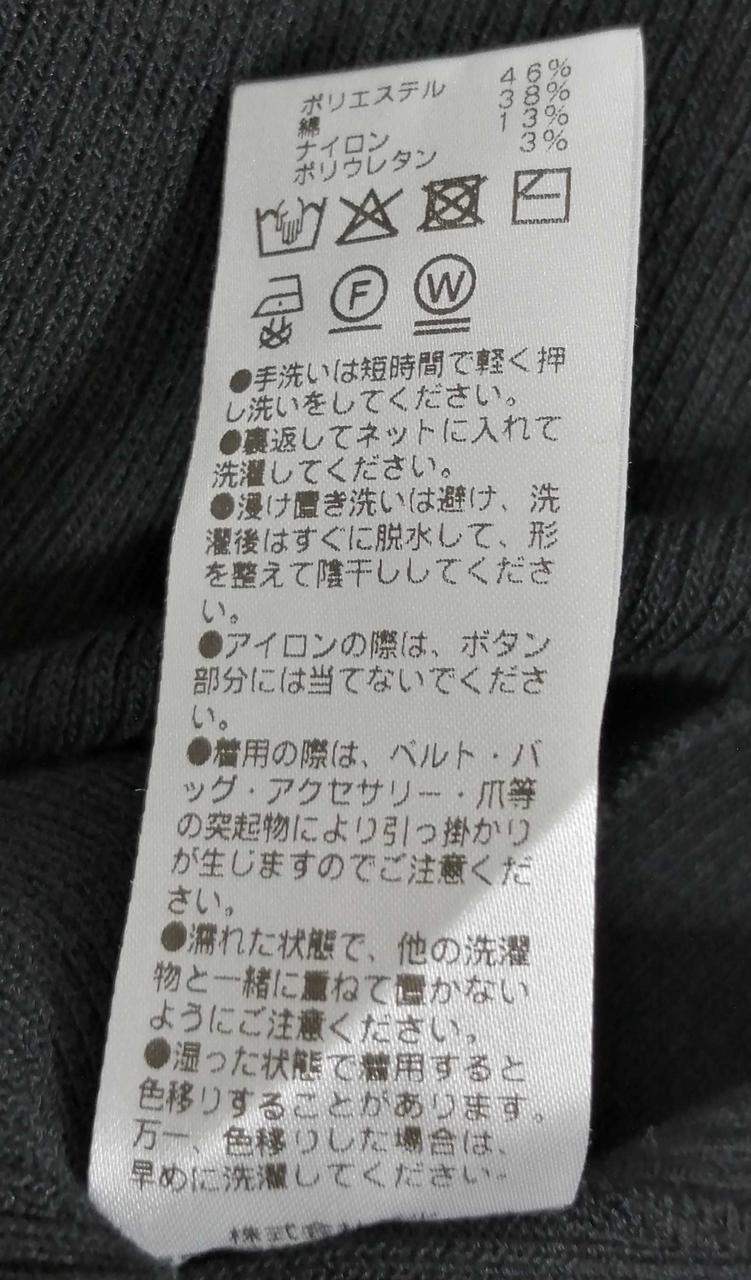 ポリエステル 46%
綿 38%
ナイロン 13%
ポリウレタン 3%
F W
●手洗いは短時間で軽く押
し洗いをしてください。
●裏返してネットに入れて
洗濯してください。
●浸け置き洗いは避け、洗
濯後はすぐに脱水して、形
を整えて陰干ししてくださ
い。
●アイロンの際は、ボタン
部分には当てないでくださ
い。
●着用の際は、ベルト・バ
ッグ・アクセサリー・爪等
の突起物により引っ掛かり
が生じますのでご注意くだ
さい。
●濡れた状態で、他の洗濯
物と一緒に重ねて置かない
ようにご注意ください。
●湿った状態で着用すると
色移りすることがあります。
万一、色移りした場合は、
早めに洗濯してください。